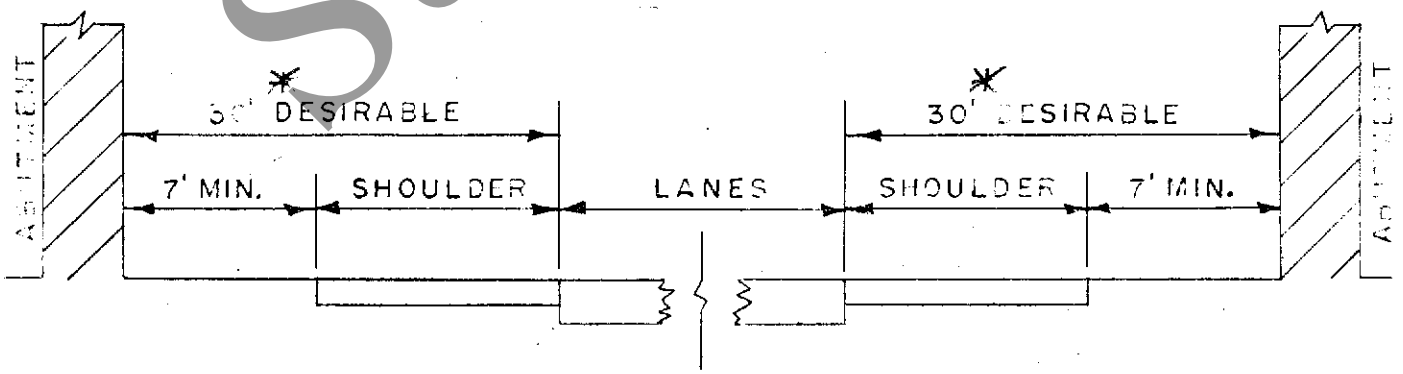 * *
30' DESIRABLE 30' DESIRABLE
7' MIN. SHOULDER LANES SHOULDER 7' MIN.
ABUTMENT
ABUTMENT